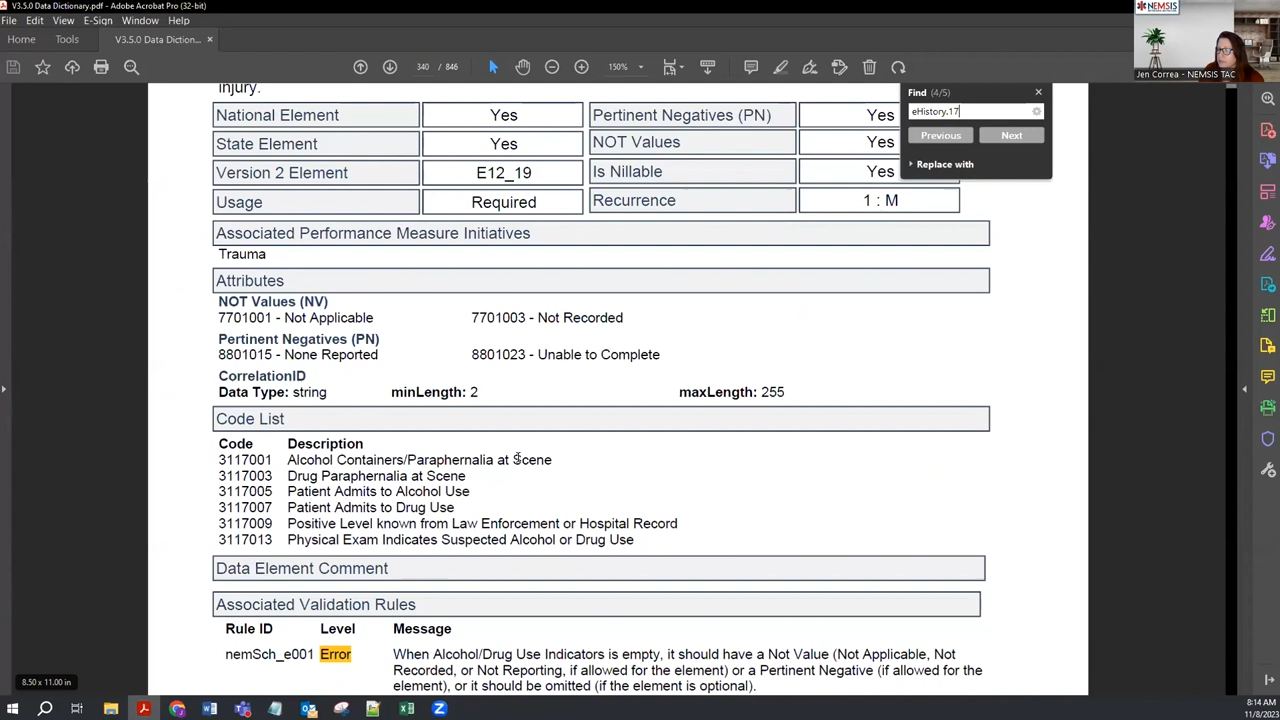 V3.5.0 Data Dictionary.pdf - Adobe Acrobat Pro (32-bit)
File Edit View E-Sign Window Help
Home Tools V3.5.0 Data Diction... ×
340 / 846 150%
NEMSIS
Jen Correa - NEMSIS TAC
Find (4/5)
eHistory.17
Previous Next
Replace with
injury.
National Element Yes Pertinent Negatives (PN) Yes
State Element Yes NOT Values Yes
Version 2 Element E12_19 Is Nillable Yes
Usage Required Recurrence 1 : M
Associated Performance Measure Initiatives
Trauma
Attributes
NOT Values (NV)
7701001 - Not Applicable 7701003 - Not Recorded
Pertinent Negatives (PN)
8801015 - None Reported 8801023 - Unable to Complete
CorrelationID
Data Type: string minLength: 2 maxLength: 255
Code List
Code Description
3117001 Alcohol Containers/Paraphernalia at Scene
3117003 Drug Paraphernalia at Scene
3117005 Patient Admits to Alcohol Use
3117007 Patient Admits to Drug Use
3117009 Positive Level known from Law Enforcement or Hospital Record
3117013 Physical Exam Indicates Suspected Alcohol or Drug Use
Data Element Comment
Associated Validation Rules
Rule ID Level Message
nemSch_e001 Error When Alcohol/Drug Use Indicators is empty, it should have a Not Value (Not Applicable, Not
Recorded, or Not Reporting, if allowed for the element) or a Pertinent Negative (if allowed for the
element), or it should be omitted (if the element is optional).
8.50 x 11.00 in
8:14 AM
11/8/2023